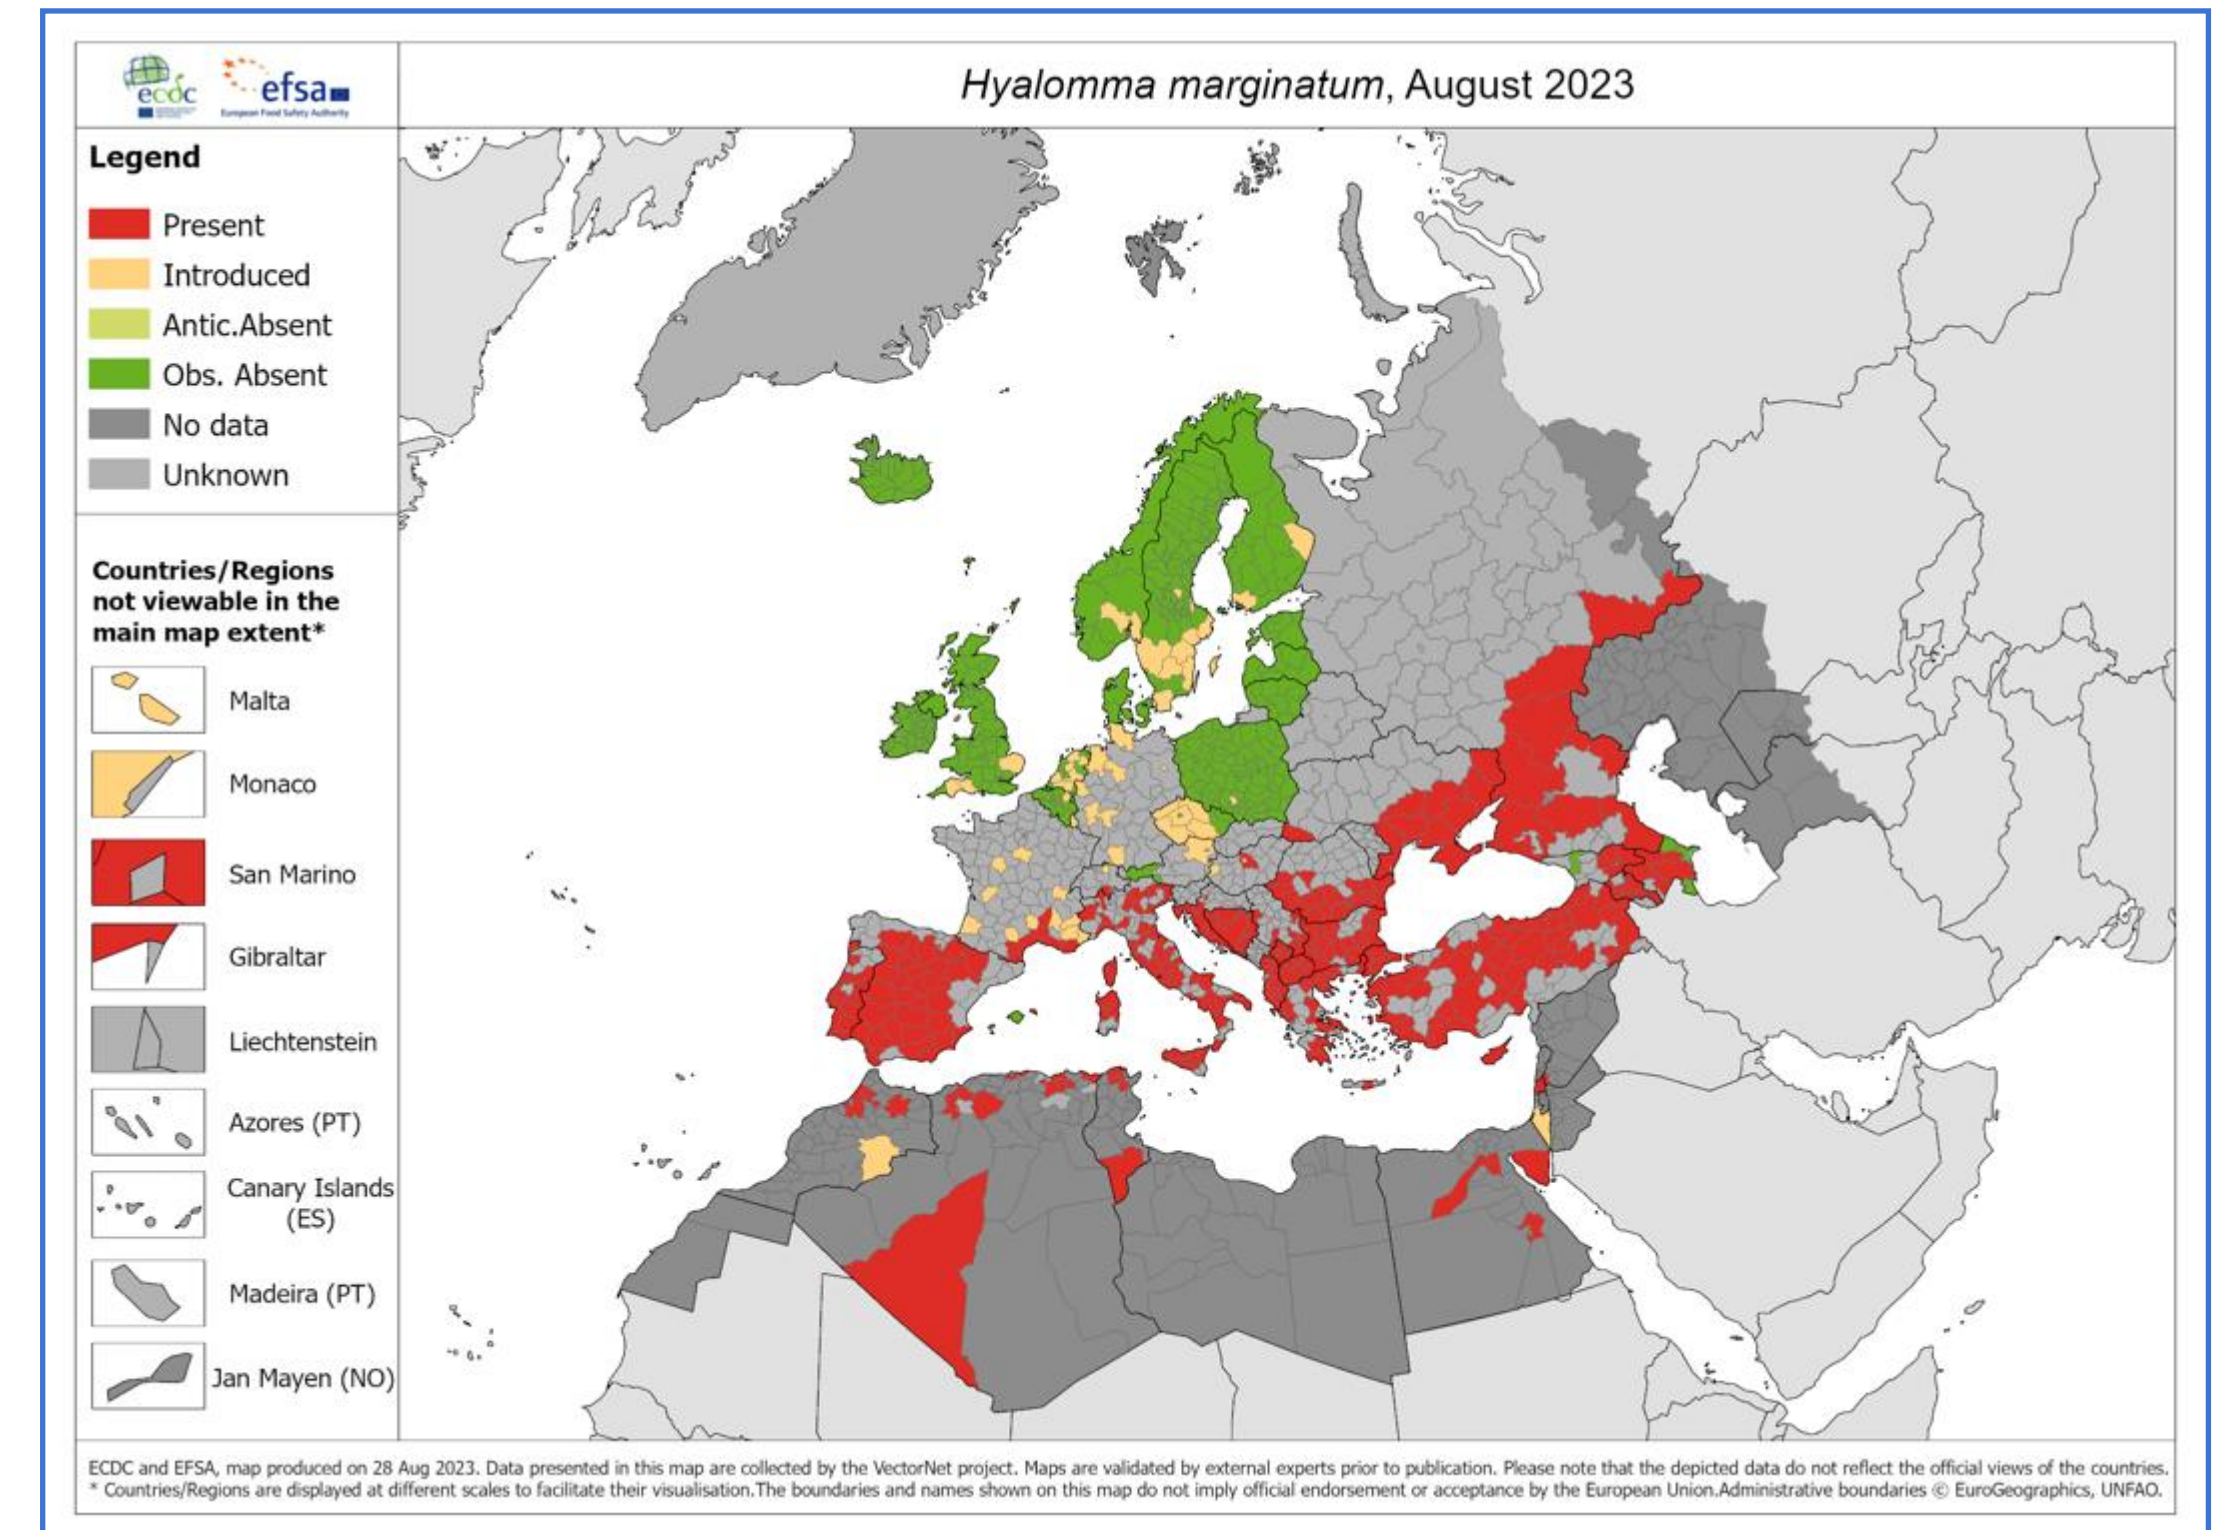 ecdc
efsa
European Food Safety Authority
Hyalomma marginatum, August 2023
Legend
Present
Introduced
Antic.Absent
Obs. Absent
No data
Unknown
Countries/Regions
not viewable in the
main map extent*
Malta
Monaco
San Marino
Gibraltar
Liechtenstein
Azores (PT)
Canary Islands
(ES)
Madeira (PT)
Jan Mayen (NO)
ECDC and EFSA, map produced on 28 Aug 2023. Data presented in this map are collected by the VectorNet project. Maps are validated by external experts prior to publication. Please note that the depicted data do not reflect the official views of the countries.
* Countries/Regions are displayed at different scales to facilitate their visualisation.The boundaries and names shown on this map do not imply official endorsement or acceptance by the European Union.Administrative boundaries © EuroGeographics, UNFAO.